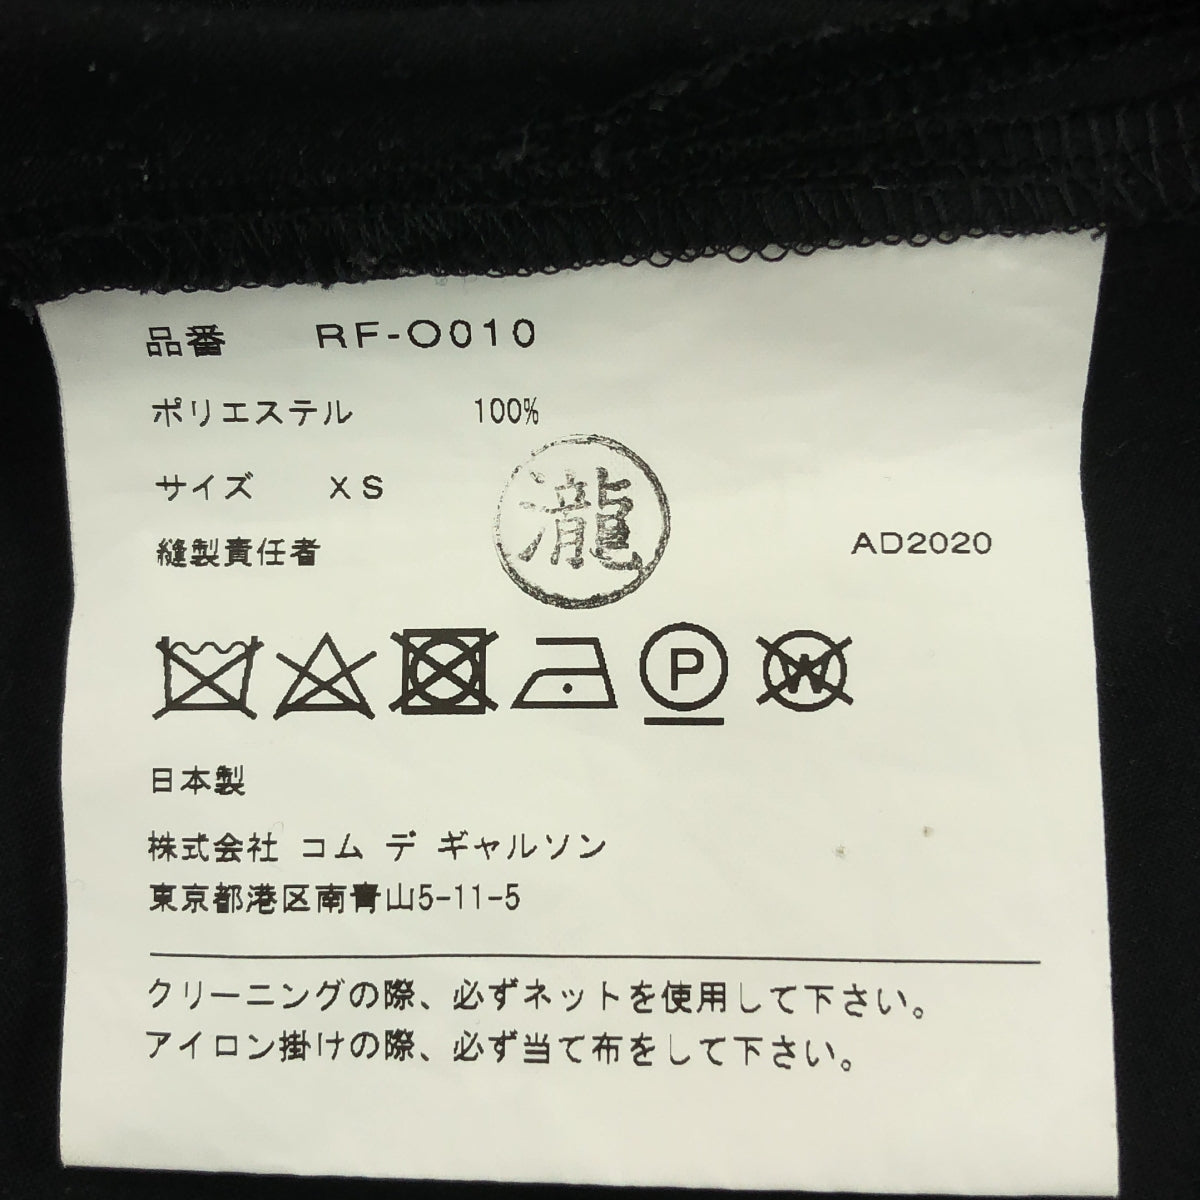 品番 RF-O010
ポリエステル 100%
サイズ XS
瀧
縫製責任者
AD2020
P
W
日本製
株式会社 コム デ ギャルソン
東京都港区南青山5-11-5
クリーニングの際、必ずネットを使用して下さい。
アイロン掛けの際、必ず当て布をして下さい。